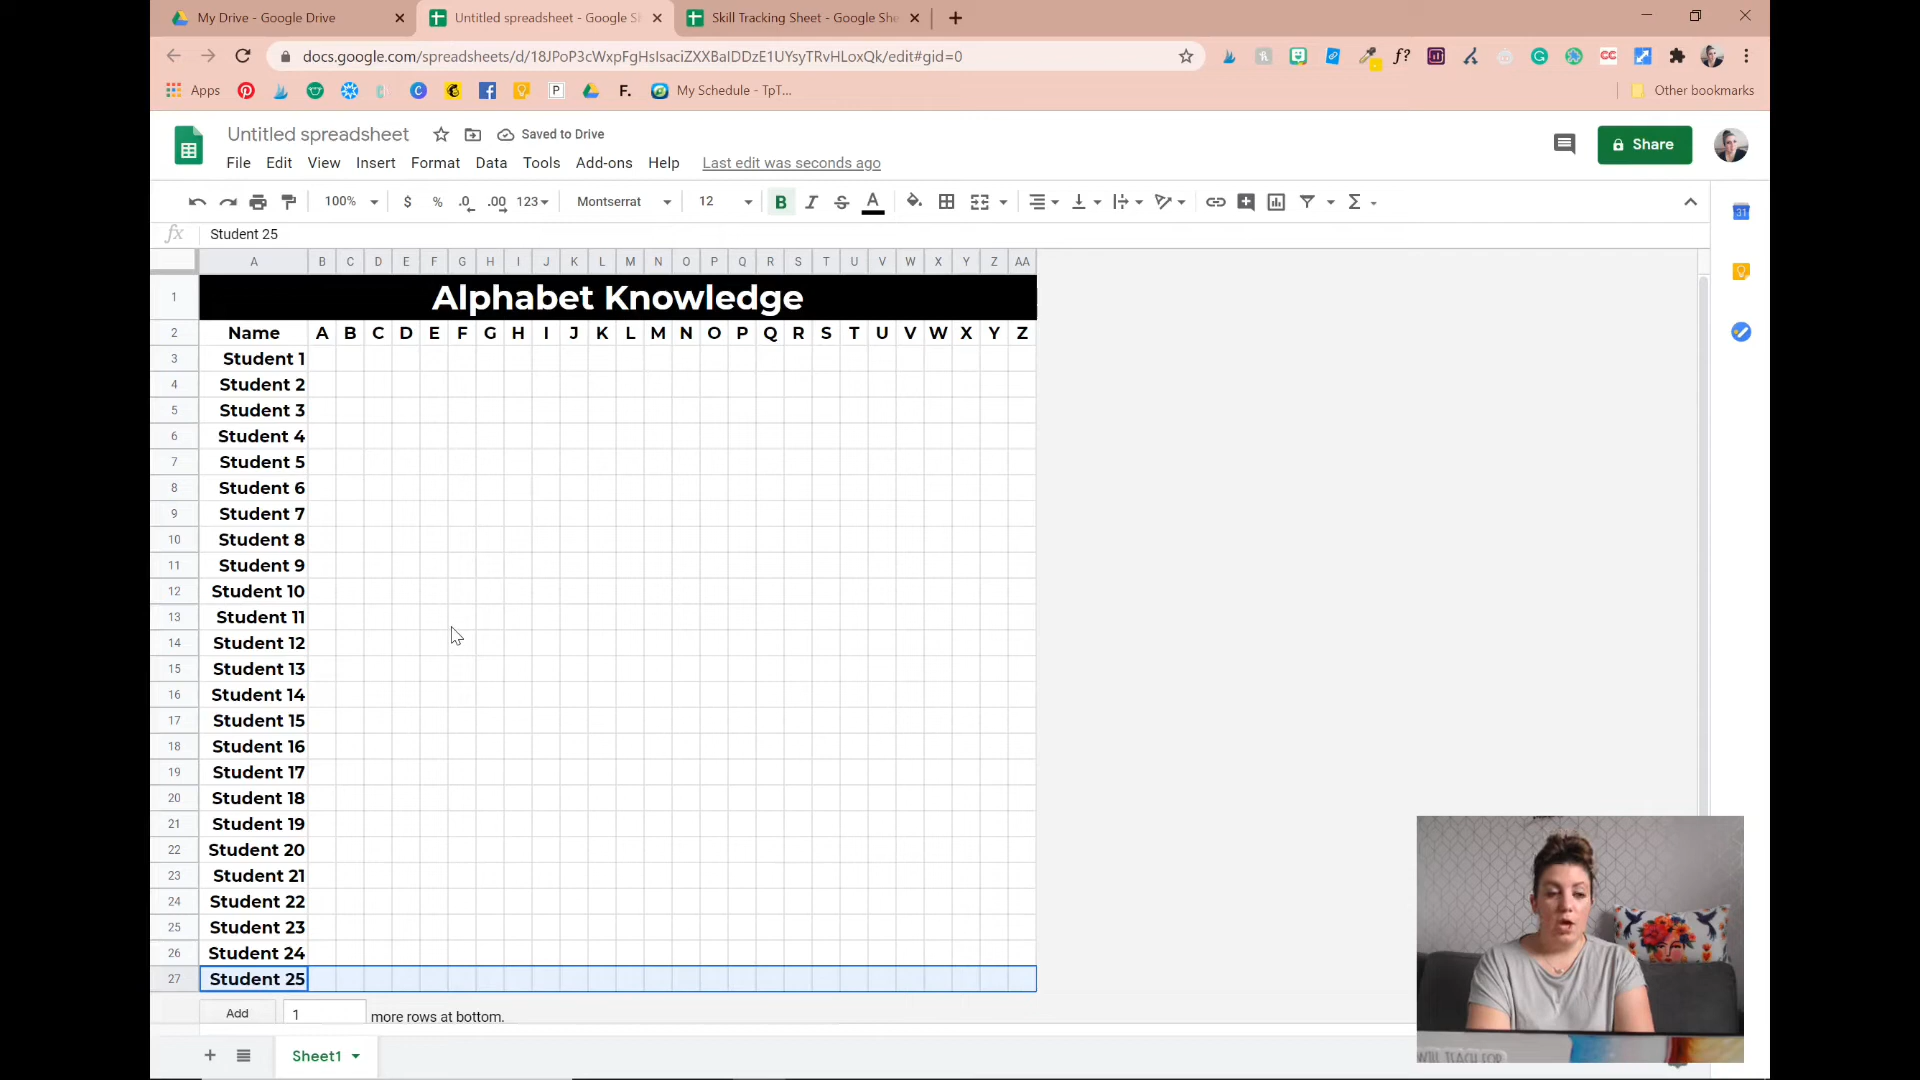 My Drive - Google Drive
Untitled spreadsheet - Google S
Skill Tracking Sheet - Google She
docs.google.com/spreadsheets/d/18JPoP3cWxpFgHsIsaciZXXBaIDDzE1UYsyTRvHLoxQk/edit#gid=0
Apps
My Schedule - TpT...
Other bookmarks
Untitled spreadsheet
Saved to Drive
File Edit View Insert Format Data Tools Add-ons Help Last edit was seconds ago
Share
100% $ % .0 .00 123 Montserrat 12 B I S A
31
fx Student 25
A B C D E F G H I J K L M N O P Q R S T U V W X Y Z AA
1 Alphabet Knowledge
2 Name A B C D E F G H I J K L M N O P Q R S T U V W X Y Z
3 Student 1
4 Student 2
5 Student 3
6 Student 4
7 Student 5
8 Student 6
9 Student 7
10 Student 8
11 Student 9
12 Student 10
13 Student 11
14 Student 12
15 Student 13
16 Student 14
17 Student 15
18 Student 16
19 Student 17
20 Student 18
21 Student 19
22 Student 20
23 Student 21
24 Student 22
25 Student 23
26 Student 24
27 Student 25
Add 1 more rows at bottom.
Sheet1
WILL TEACH FOR